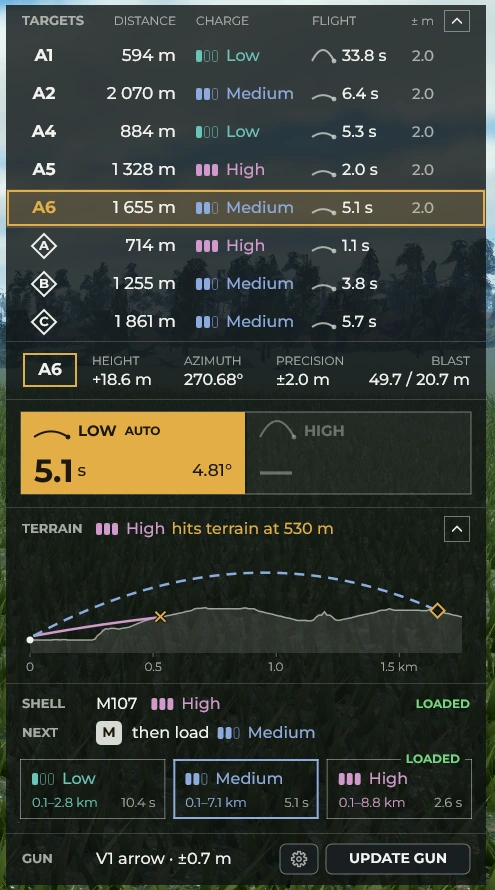 TARGETS DISTANCE CHARGE FLIGHT ± m
A1 594 m Low 33.8 s 2.0
A2 2 070 m Medium 6.4 s 2.0
A4 884 m Low 5.3 s 2.0
A5 1 328 m High 2.0 s 2.0
A6 1 655 m Medium 5.1 s 2.0
A 714 m High 1.1 s
B 1 255 m Medium 3.8 s
C 1 861 m Medium 5.7 s
A6 HEIGHT AZIMUTH PRECISION BLAST
+18.6 m 270.68° ±2.0 m 49.7 / 20.7 m
LOW AUTO HIGH
5.1 s 4.81° —
TERRAIN High hits terrain at 530 m
0 0.5 1.0 1.5 km
SHELL M107 High LOADED
NEXT M then load Medium
LOADED
Low Medium High
0.1–2.8 km 10.4 s 0.1–7.1 km 5.1 s 0.1–8.8 km 2.6 s
GUN V1 arrow · ±0.7 m UPDATE GUN